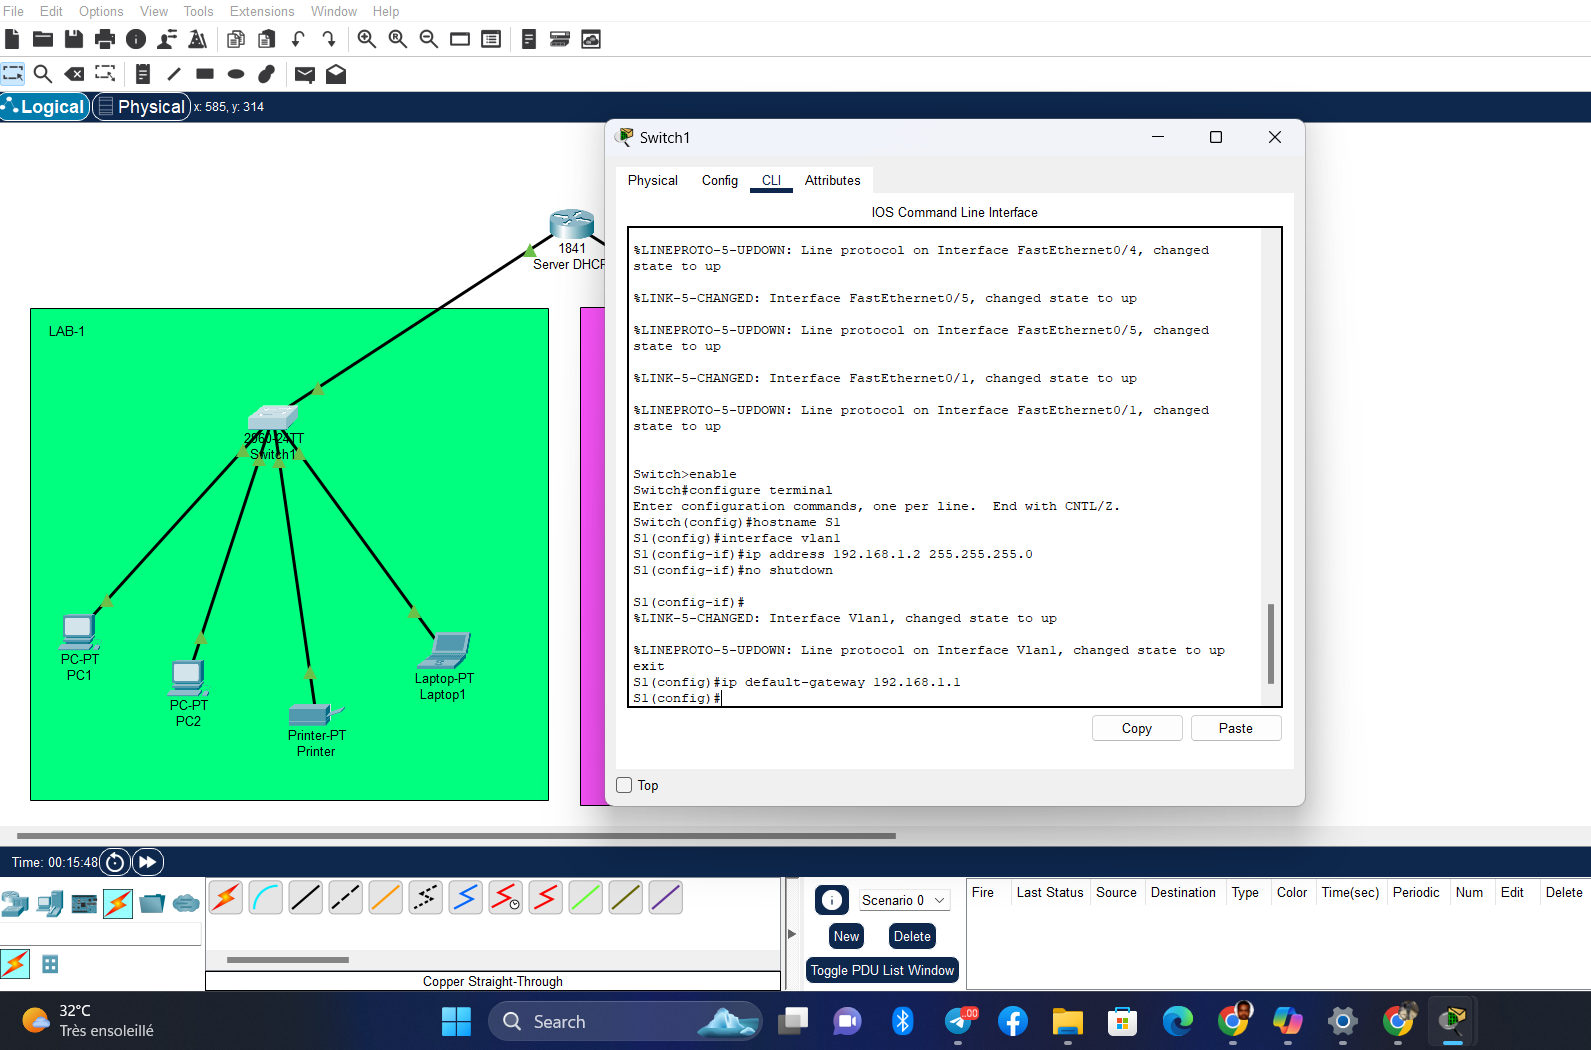 File Edit Options View Tools Extensions Window Help
Logical Physical x: 585, y: 314
Switch1
Physical Config CLI Attributes
IOS Command Line Interface
%LINEPROTO-5-UPDOWN: Line protocol on Interface FastEthernet0/4, changed
state to up
%LINK-5-CHANGED: Interface FastEthernet0/5, changed state to up
%LINEPROTO-5-UPDOWN: Line protocol on Interface FastEthernet0/5, changed
state to up
%LINK-5-CHANGED: Interface FastEthernet0/1, changed state to up
%LINEPROTO-5-UPDOWN: Line protocol on Interface FastEthernet0/1, changed
state to up
Switch>enable
Switch#configure terminal
Enter configuration commands, one per line. End with CNTL/Z.
Switch(config)#hostname S1
S1(config)#interface vlan1
S1(config-if)#ip address 192.168.1.2 255.255.255.0
S1(config-if)#no shutdown
S1(config-if)#
%LINK-5-CHANGED: Interface Vlan1, changed state to up
%LINEPROTO-5-UPDOWN: Line protocol on Interface Vlan1, changed state to up
exit
S1(config)#ip default-gateway 192.168.1.1
S1(config)#
Copy Paste
Top
1841
Server DHCP
LAB-1
2960-24TT
Switch1
PC-PT
PC1
PC-PT
PC2
Printer-PT
Printer
Laptop-PT
Laptop1
Time: 00:15:48
Copper Straight-Through
Scenario 0
New Delete
Toggle PDU List Window
Fire Last Status Source Destination Type Color Time(sec) Periodic Num Edit Delete
32°C
Très ensoleillé
Search
.00